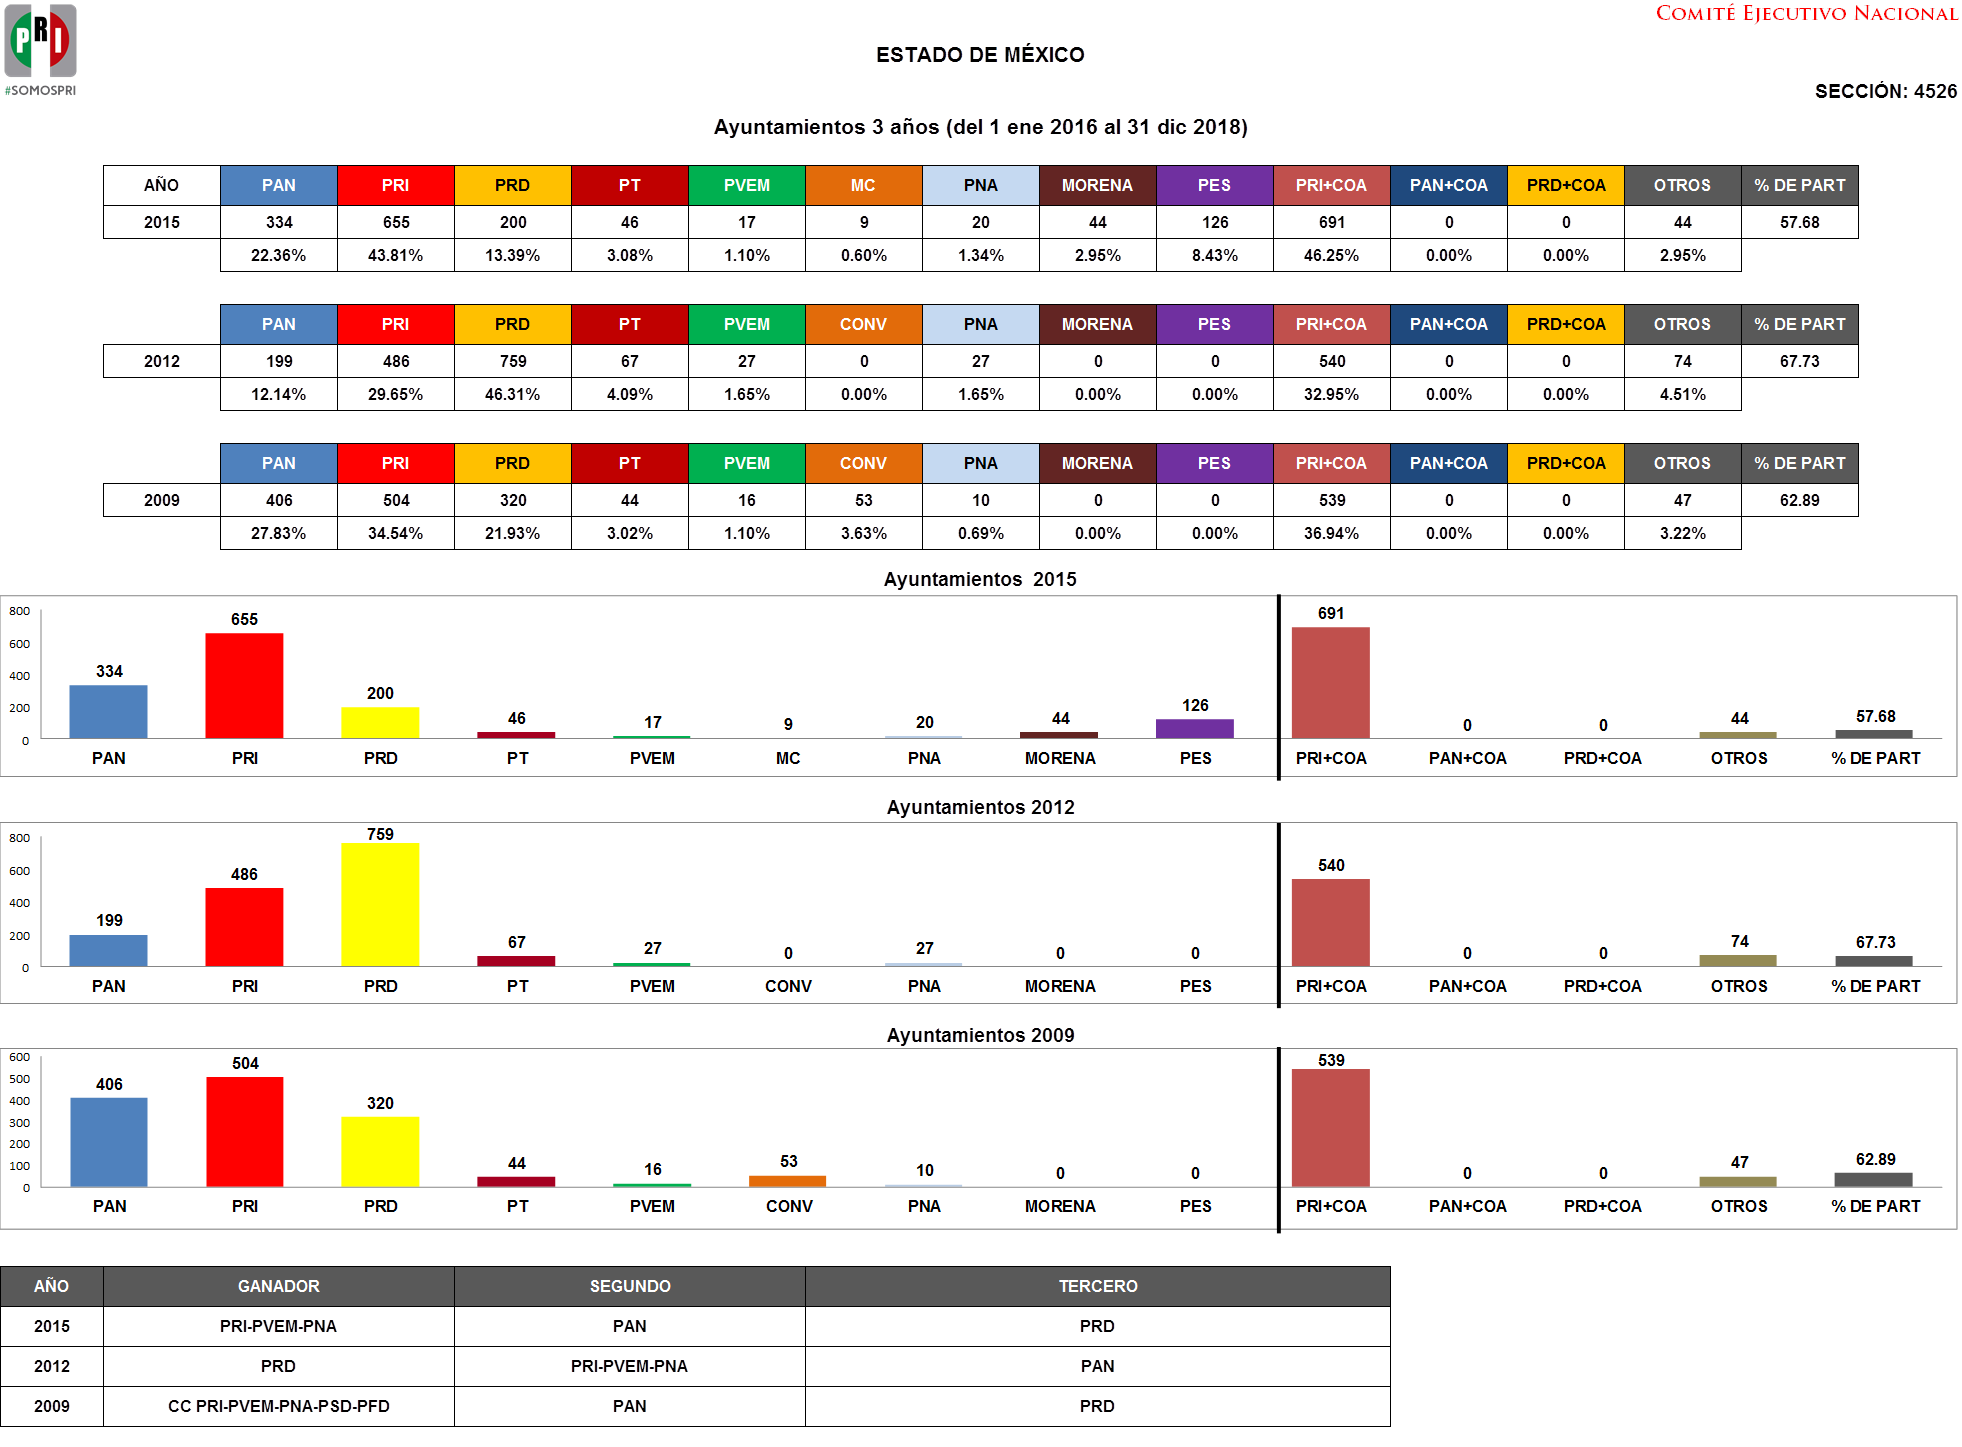 PRI
#SOMOSPRI
COMITÉ EJECUTIVO NACIONAL
ESTADO DE MÉXICO
SECCIÓN: 4526
Ayuntamientos 3 años (del 1 ene 2016 al 31 dic 2018)
AÑO PAN PRI PRD PT PVEM MC PNA MORENA PES PRI+COA PAN+COA PRD+COA OTROS % DE PART
2015 334 655 200 46 17 9 20 44 126 691 0 0 44 57.68
22.36% 43.81% 13.39% 3.08% 1.10% 0.60% 1.34% 2.95% 8.43% 46.25% 0.00% 0.00% 2.95%
PAN PRI PRD PT PVEM CONV PNA MORENA PES PRI+COA PAN+COA PRD+COA OTROS % DE PART
2012 199 486 759 67 27 0 27 0 0 540 0 0 74 67.73
12.14% 29.65% 46.31% 4.09% 1.65% 0.00% 1.65% 0.00% 0.00% 32.95% 0.00% 0.00% 4.51%
PAN PRI PRD PT PVEM CONV PNA MORENA PES PRI+COA PAN+COA PRD+COA OTROS % DE PART
2009 406 504 320 44 16 53 10 0 0 539 0 0 47 62.89
27.83% 34.54% 21.93% 3.02% 1.10% 3.63% 0.69% 0.00% 0.00% 36.94% 0.00% 0.00% 3.22%
Ayuntamientos 2015
800
600
400
200
0
334 655 200 46 17 9 20 44 126 691 0 0 44 57.68
PAN PRI PRD PT PVEM MC PNA MORENA PES PRI+COA PAN+COA PRD+COA OTROS % DE PART
Ayuntamientos 2012
800
600
400
200
0
199 486 759 67 27 0 27 0 0 540 0 0 74 67.73
PAN PRI PRD PT PVEM CONV PNA MORENA PES PRI+COA PAN+COA PRD+COA OTROS % DE PART
Ayuntamientos 2009
600
500
400
300
200
100
0
406 504 320 44 16 53 10 0 0 539 0 0 47 62.89
PAN PRI PRD PT PVEM CONV PNA MORENA PES PRI+COA PAN+COA PRD+COA OTROS % DE PART
AÑO GANADOR SEGUNDO TERCERO
2015 PRI-PVEM-PNA PAN PRD
2012 PRD PRI-PVEM-PNA PAN
2009 CC PRI-PVEM-PNA-PSD-PFD PAN PRD